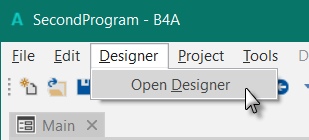 SecondProgram - B4A
File Edit Designer Project Tools D
Open Designer
Main